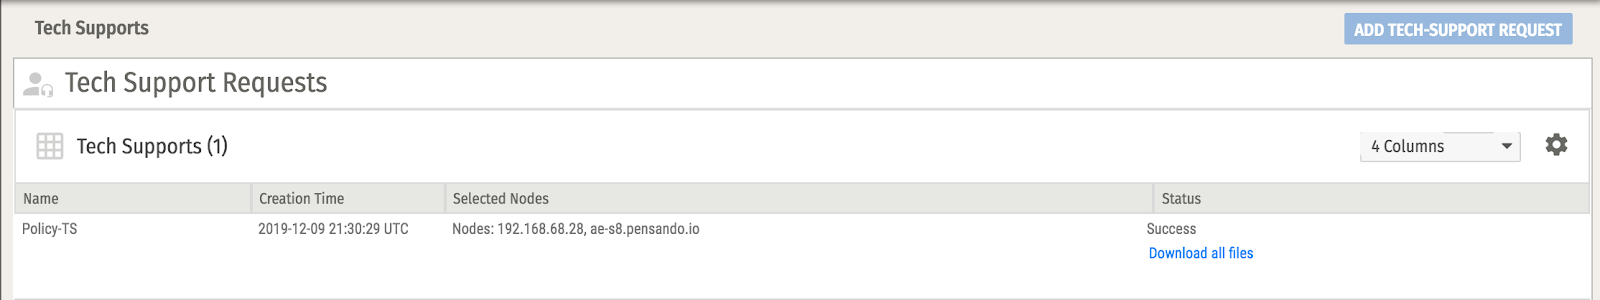 Tech Supports
ADD TECH-SUPPORT REQUEST
Tech Support Requests
Tech Supports (1)
4 Columns
Name Creation Time Selected Nodes Status
Policy-TS 2019-12-09 21:30:29 UTC Nodes: 192.168.68.28, ae-s8.pensando.io Success
Download all files